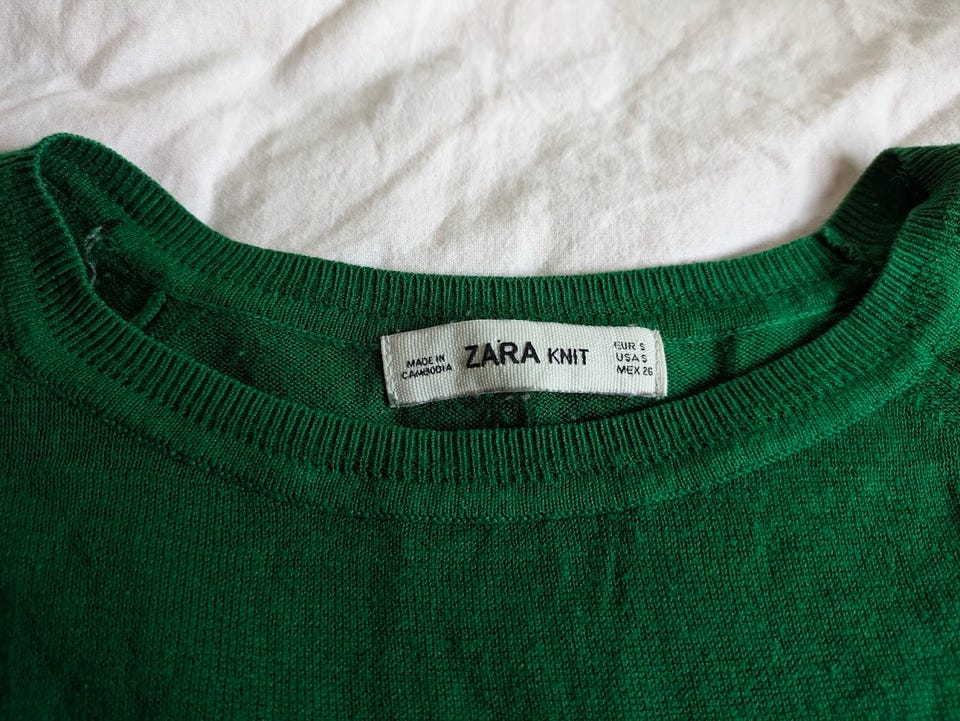 MADE IN
CAMBODIA
ZARA KNIT
EUR S
USA S
MEX 26